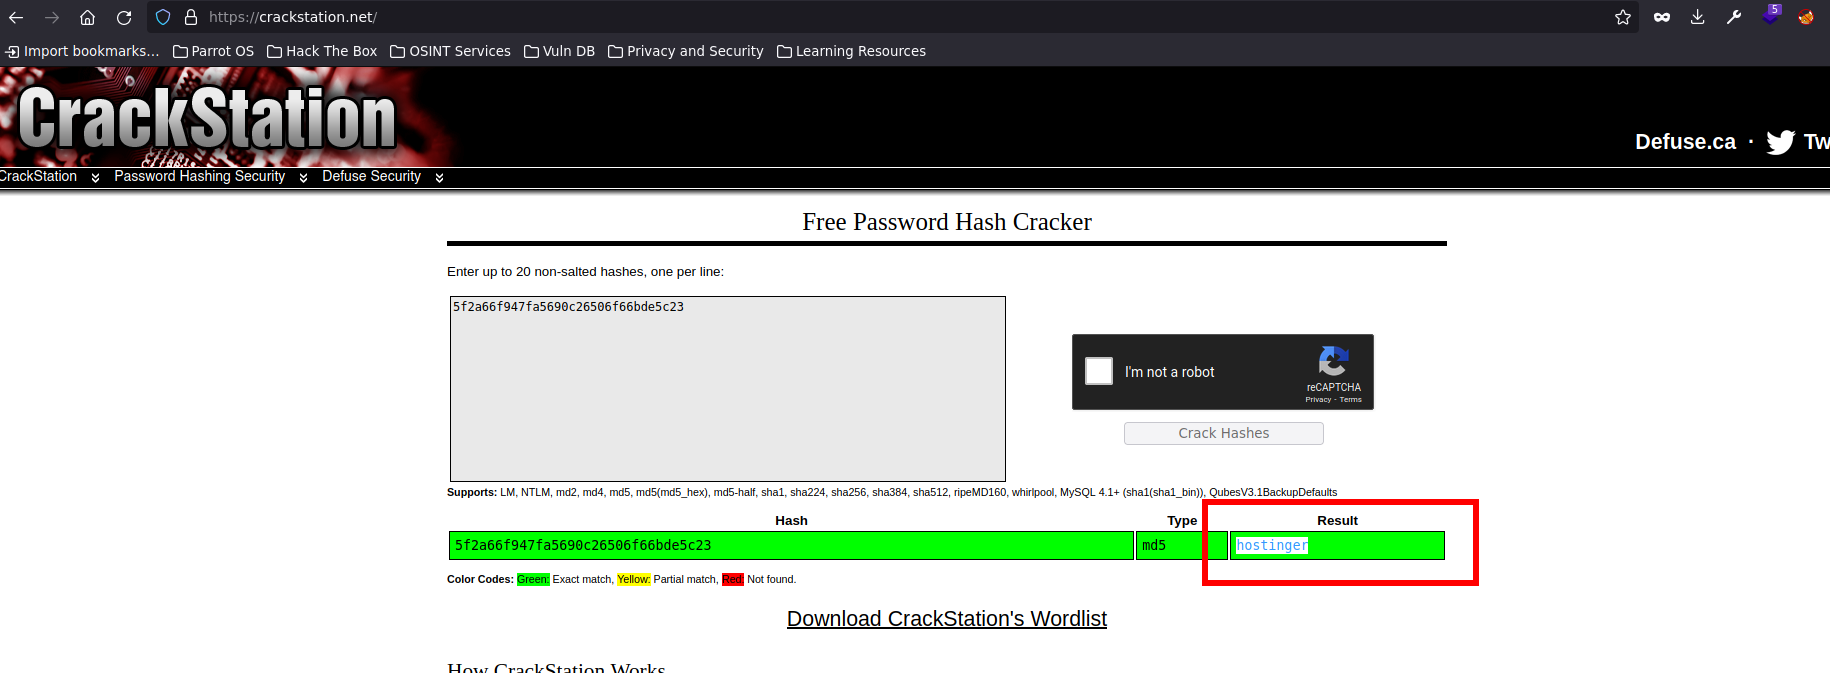 https://crackstation.net/
5
Import bookmarks... Parrot OS Hack The Box OSINT Services Vuln DB Privacy and Security Learning Resources
CrackStation
Defuse.ca · Tw
CrackStation Password Hashing Security Defuse Security
Free Password Hash Cracker
Enter up to 20 non-salted hashes, one per line:
5f2a66f947fa5690c26506f66bde5c23
I'm not a robot
reCAPTCHA
Privacy - Terms
Crack Hashes
Supports: LM, NTLM, md2, md4, md5, md5(md5_hex), md5-half, sha1, sha224, sha256, sha384, sha512, ripeMD160, whirlpool, MySQL 4.1+ (sha1(sha1_bin)), QubesV3.1BackupDefaults
Hash Type Result
5f2a66f947fa5690c26506f66bde5c23 md5 hostinger
Color Codes: Green: Exact match, Yellow: Partial match, Red: Not found.
Download CrackStation's Wordlist
How CrackStation Works